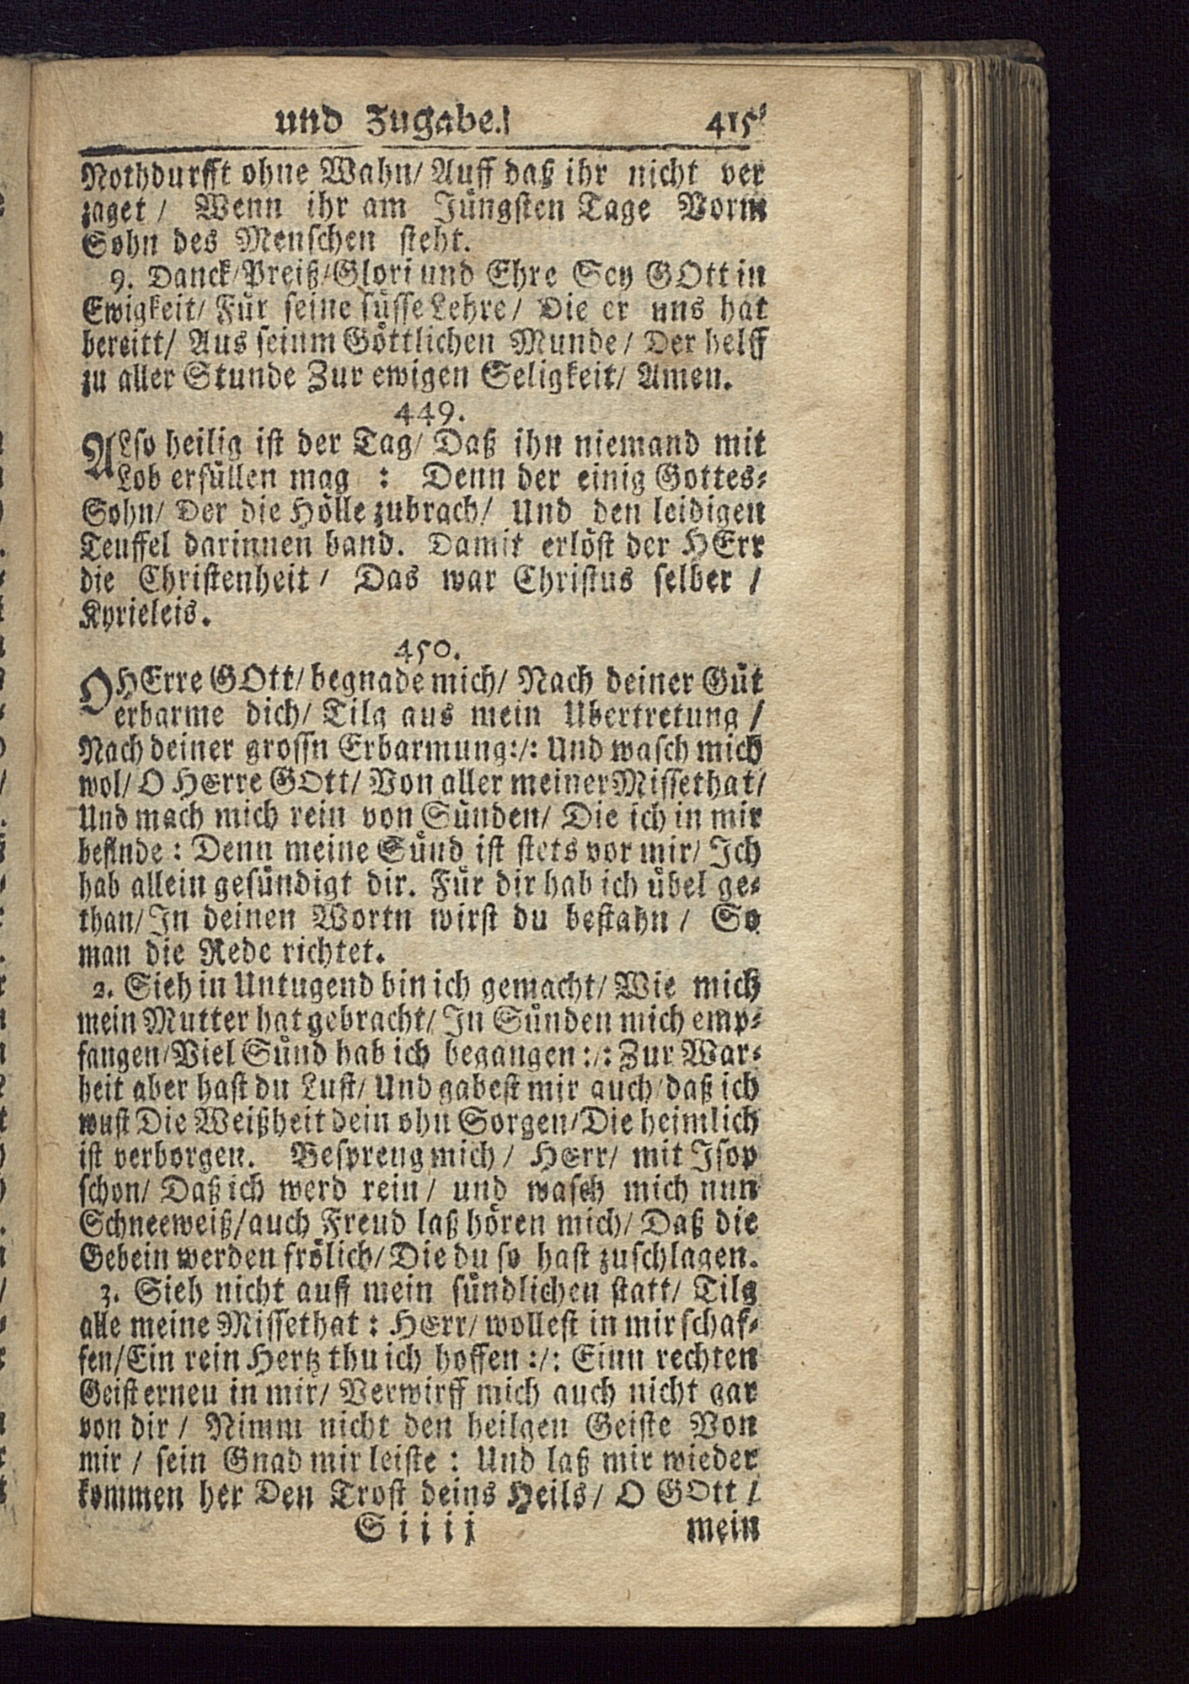 und Zugabe. 415
Nothdurfft ohne Wahn/ Auff daß ihr nicht ver
zaget / Wenn ihr am Jüngsten Tage Vorm
Sohn des Menschen steht.
9. Danck/Preiß/Glori und Ehre Sey GOtt in
Ewigkeit/ Für seine süsse Lehre/ Die er uns hat
bereitt/ Aus seinm Göttlichen Munde/ Der helff
zu aller Stunde Zur ewigen Seligkeit/ Amen.
449.
ALso heilig ist der Tag/ Daß ihn niemand mit
Lob erfüllen mag : Denn der einig Gottes-
Sohn/ Der die Hölle zubrach/ Und den leidigen
Teuffel darinnen band. Damit erlöst der HErr
die Christenheit / Das war Christus selber /
Kyrieleis.
450.
OHErre GOtt/ begnade mich/ Nach deiner Güt
erbarme dich/ Tilg aus mein Ubertretung /
Nach deiner grossn Erbarmung:/: Und wasch mich
wol/ O HErre GOtt/ Von aller meiner Missethat/
Und mach mich rein von Sünden/ Die ich in mir
befinde : Denn meine Sünd ist stets vor mir/ Ich
hab allein gesündigt dir. Für dir hab ich übel ge-
than/ In deinen Wortn wirst du bestahn / So
man die Rede richtet.
2. Sieh in Untugend bin ich gemacht/ Wie mich
mein Mutter hat gebracht/ In Sünden mich emp-
fangen/Viel Sünd hab ich begangen:/: Zur War-
heit aber hast du Lust/ Und gabest mir auch/ daß ich
wust Die Weißheit dein ohn Sorgen/Die heimlich
ist verborgen. Bespreng mich / HErr/ mit Isop
schon/ Daß ich werd rein / und wasch mich nun
Schneeweiß/auch Freud laß hören mich/ Daß die
Gebein werden frölich/ Die du so hast zuschlagen.
3. Sieh nicht auff mein sündlichen statt/ Tilg
alle meine Missethat : HErr/ wollest in mir schaf-
fen/Ein rein Hertz thu ich hoffen :/: Einn rechten
Geist erneu in mir/ Verwirff mich auch nicht gar
von dir / Nimm nicht den heilgen Geiste Von
mir / sein Gnad mir leiste : Und laß mir wieder
kommen her Den Trost deins Heils/ O GOtt /
S iiij mein